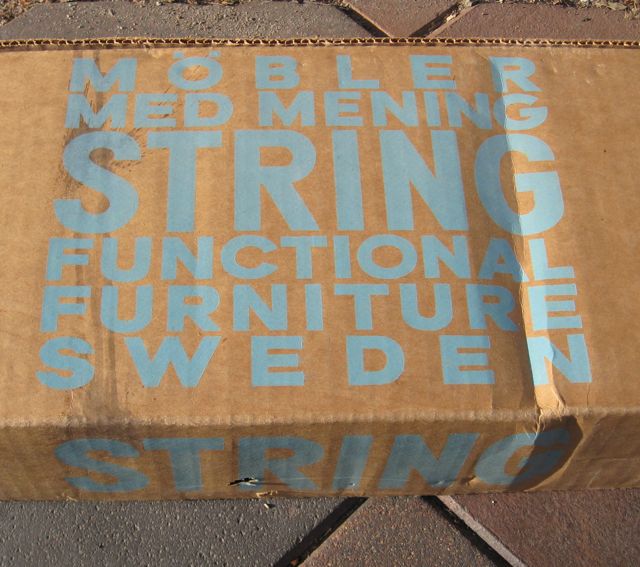 MÖBLER
MED MENING
STRING
FUNCTIONAL
FURNITURE
SWEDEN
STRING